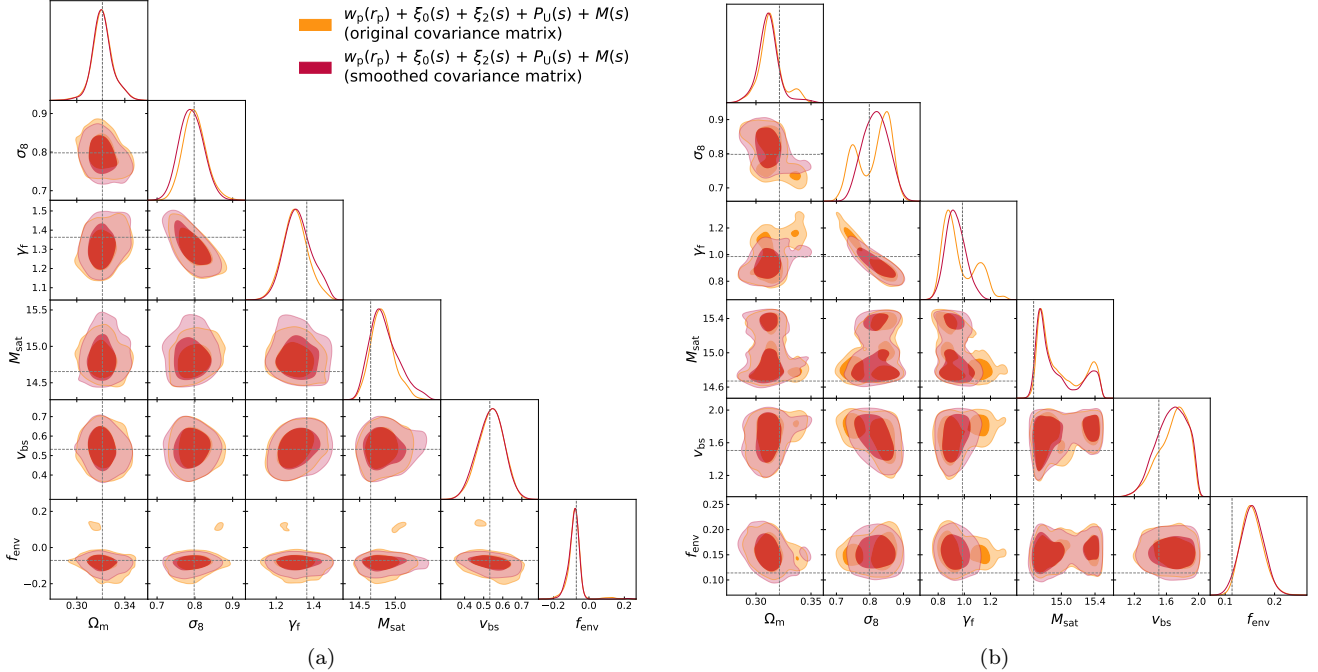 wp(rp) + ξ0(s) + ξ2(s) + PU(s) + M(s)
(original covariance matrix)
wp(rp) + ξ0(s) + ξ2(s) + PU(s) + M(s)
(smoothed covariance matrix)
0.9
0.8
0.7
σ8
1.5
1.4
1.3
1.2
1.1
γf
15.5
15.0
14.5
Msat
0.7
0.6
0.5
0.4
vbs
0.2
0.0
−0.2
fenv
0.30 0.34 0.7 0.8 0.9 1.2 1.4 14.5 15.0 0.4 0.5 0.6 0.7 −0.2 0.0 0.2
Ωm σ8 γf Msat vbs fenv
(a)
0.9
0.8
0.7
σ8
1.2
1.0
0.8
γf
15.4
15.0
14.6
Msat
2.0
1.6
1.2
vbs
0.25
0.20
0.15
0.10
fenv
0.30 0.35 0.7 0.8 0.9 0.8 1.0 1.2 15.0 15.4 1.2 1.6 2.0 0.1 0.2
Ωm σ8 γf Msat vbs fenv
(b)